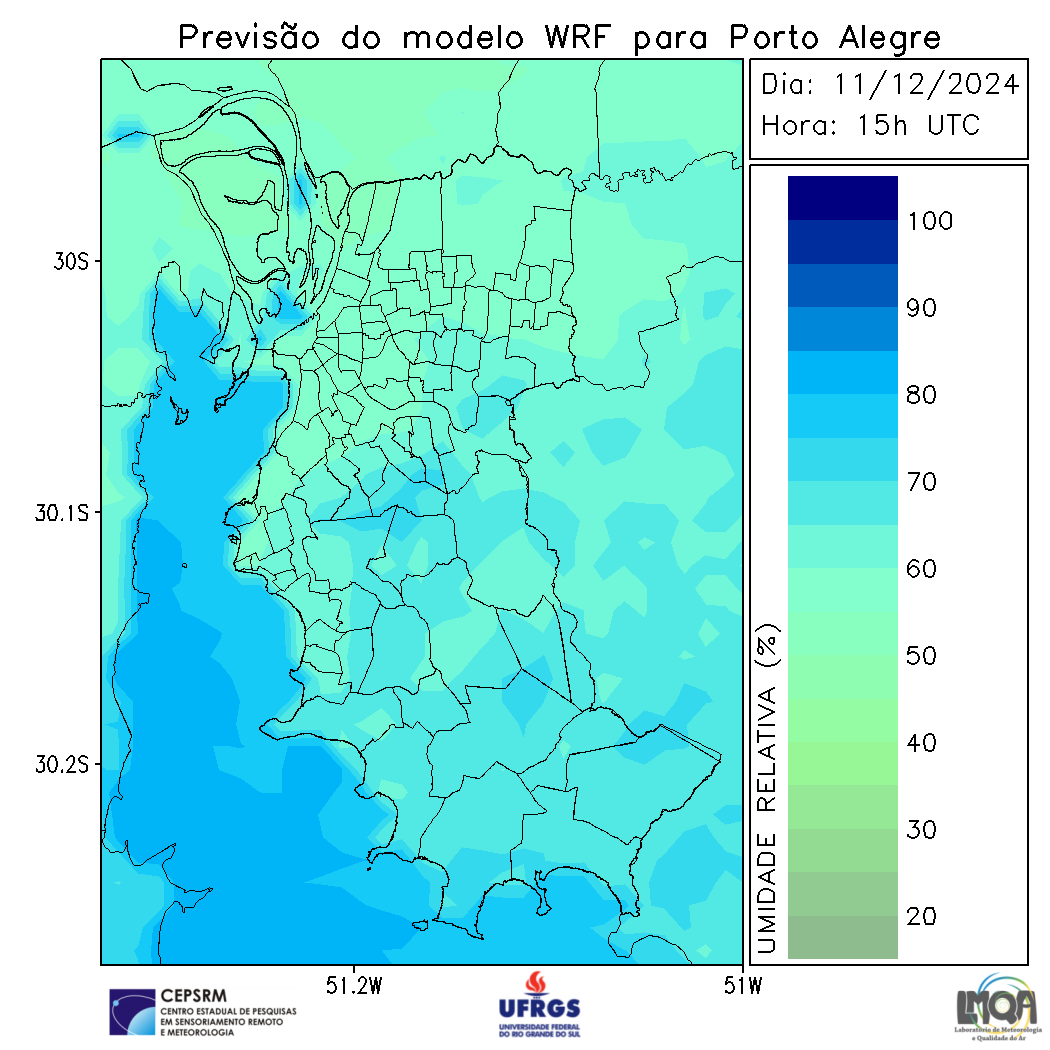 Previsão do modelo WRF para Porto Alegre
Dia: 11/12/2024
Hora: 15h UTC
30S
30.1S
30.2S
51.2W
51W
100
90
80
70
60
50
40
30
20
UMIDADE RELATIVA (%)
CEPSRM
CENTRO ESTADUAL DE PESQUISAS
EM SENSORIAMENTO REMOTO
E METEOROLOGIA
UFRGS
UNIVERSIDADE FEDERAL
DO RIO GRANDE DO SUL
LMQA
Laboratório de Meteorologia
e Qualidade do Ar